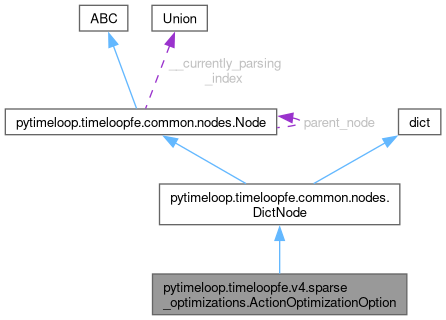 ABC
Union
__currently_parsing
_index
pytimeloop.timeloopfe.common.nodes.Node
parent_node
dict
pytimeloop.timeloopfe.common.nodes.
DictNode
pytimeloop.timeloopfe.v4.sparse
_optimizations.ActionOptimizationOption